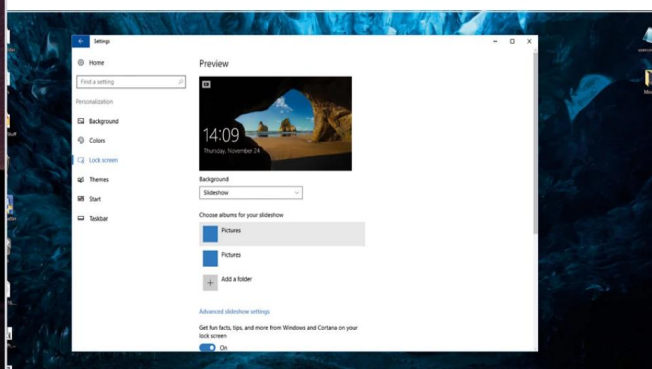 Settings
Home
Find a setting
Personalization
Background
Colors
Lock screen
Themes
Start
Taskbar
Preview
14:09
Thursday, November 24
Background
Slideshow
Choose albums for your slideshow
Pictures
Pictures
Add a folder
Advanced slideshow settings
Get fun facts, tips, and more from Windows and Cortana on your
lock screen
On